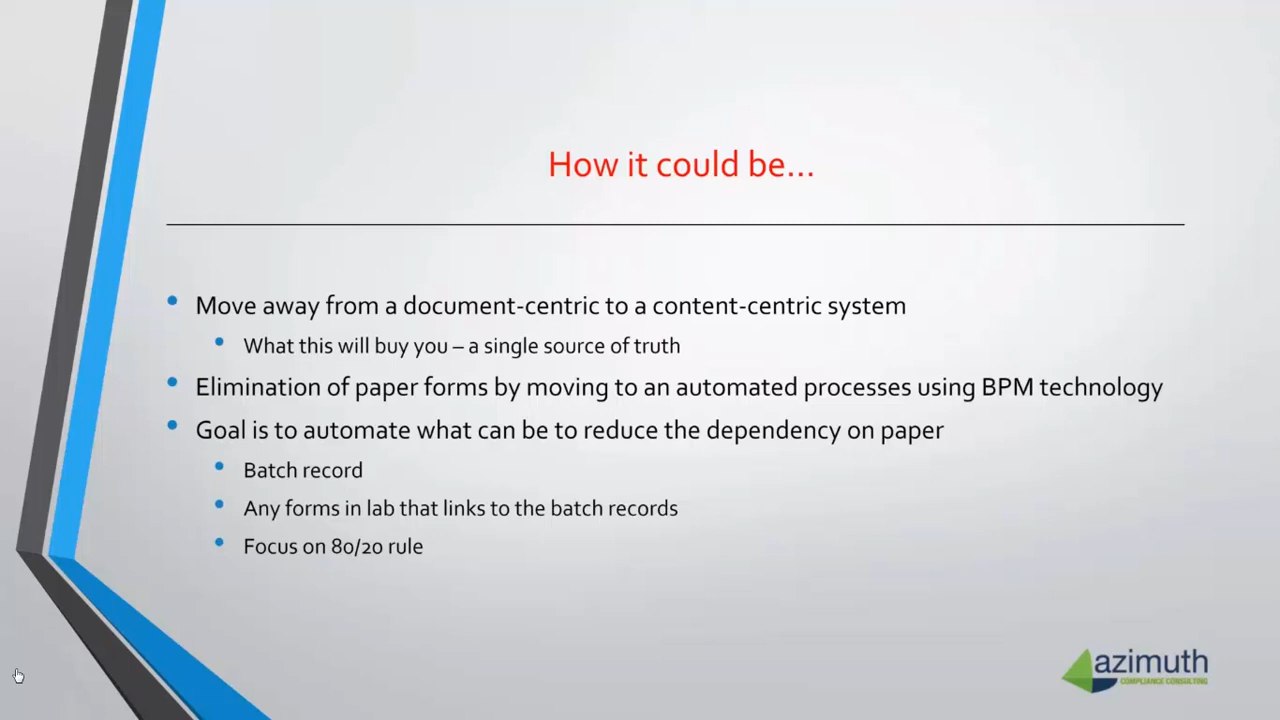 How it could be...
Move away from a document-centric to a content-centric system
What this will buy you – a single source of truth
Elimination of paper forms by moving to an automated processes using BPM technology
Goal is to automate what can be to reduce the dependency on paper
Batch record
Any forms in lab that links to the batch records
Focus on 80/20 rule
azimuth
COMPLIANCE CONSULTING